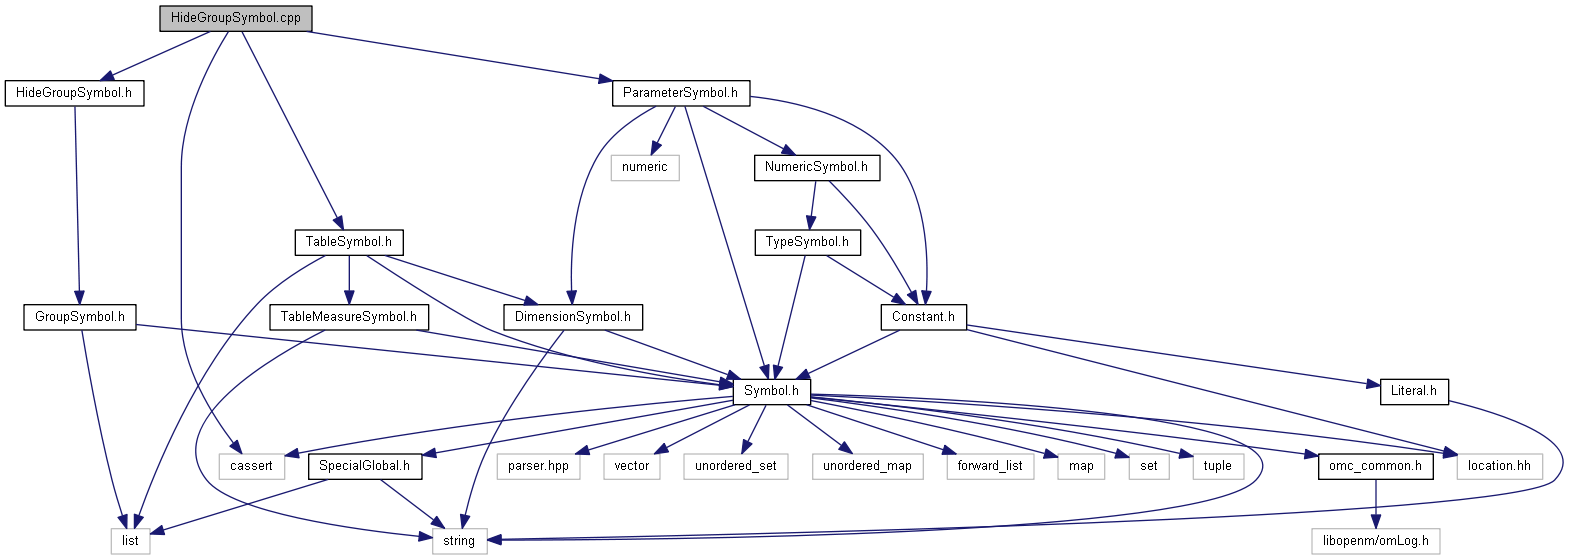 HideGroupSymbol.cpp
HideGroupSymbol.h
ParameterSymbol.h
numeric
NumericSymbol.h
TableSymbol.h
TypeSymbol.h
GroupSymbol.h
TableMeasureSymbol.h
DimensionSymbol.h
Constant.h
Symbol.h
Literal.h
cassert
SpecialGlobal.h
parser.hpp
vector
unordered_set
unordered_map
forward_list
map
set
tuple
omc_common.h
location.hh
list
string
libopenm/omLog.h